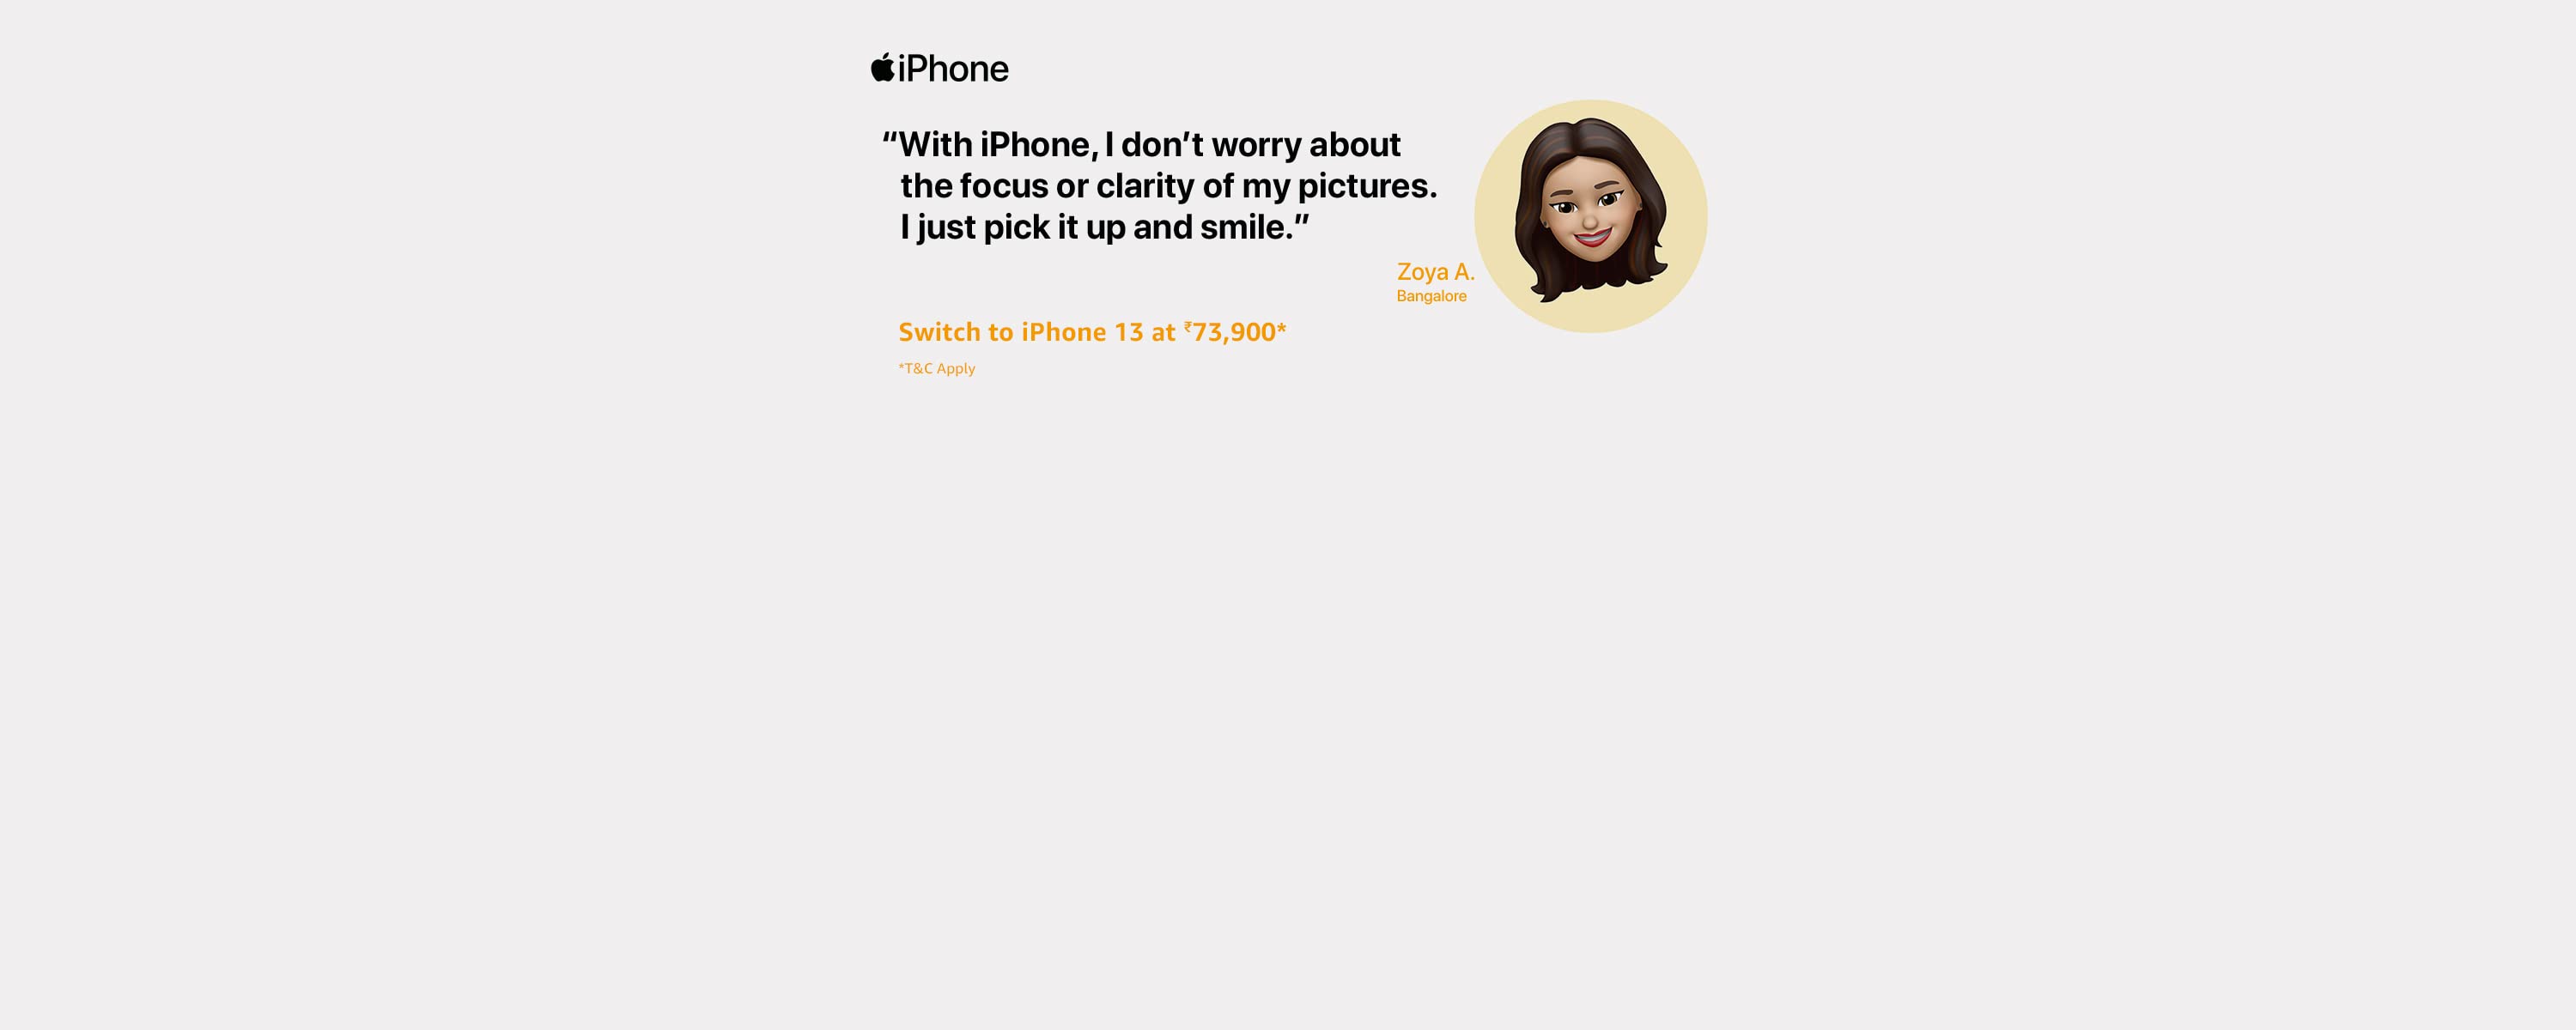 iPhone
“With iPhone, I don’t worry about
the focus or clarity of my pictures.
I just pick it up and smile.”
Zoya A.
Bangalore
Switch to iPhone 13 at ₹73,900*
*T&C Apply